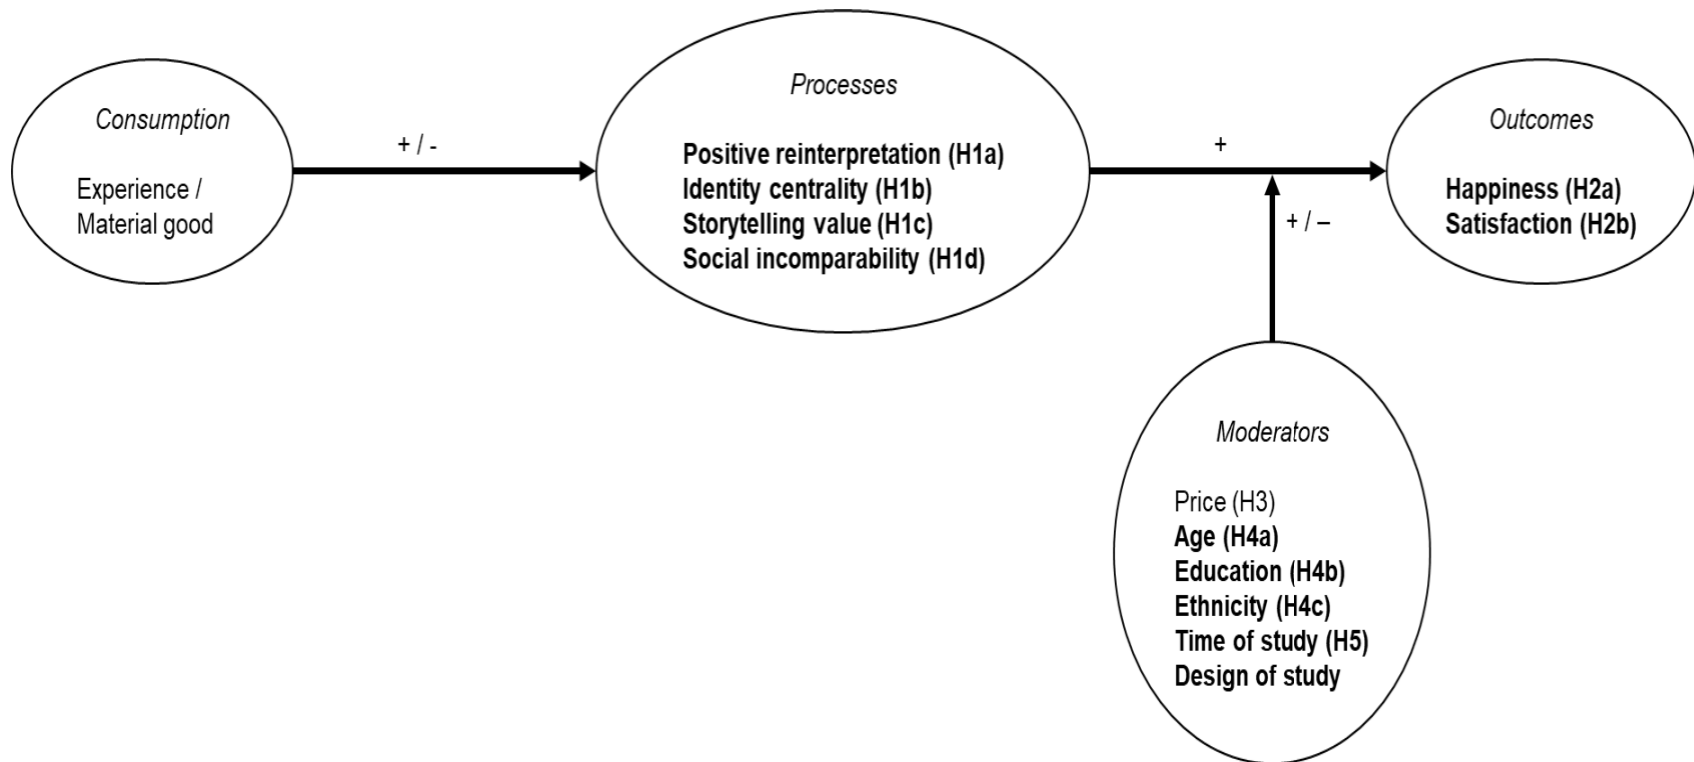 Consumption
Experience /
Material good
+ / -
Processes
Positive reinterpretation (H1a)
Identity centrality (H1b)
Storytelling value (H1c)
Social incomparability (H1d)
+
+ / –
Outcomes
Happiness (H2a)
Satisfaction (H2b)
Moderators
Price (H3)
Age (H4a)
Education (H4b)
Ethnicity (H4c)
Time of study (H5)
Design of study